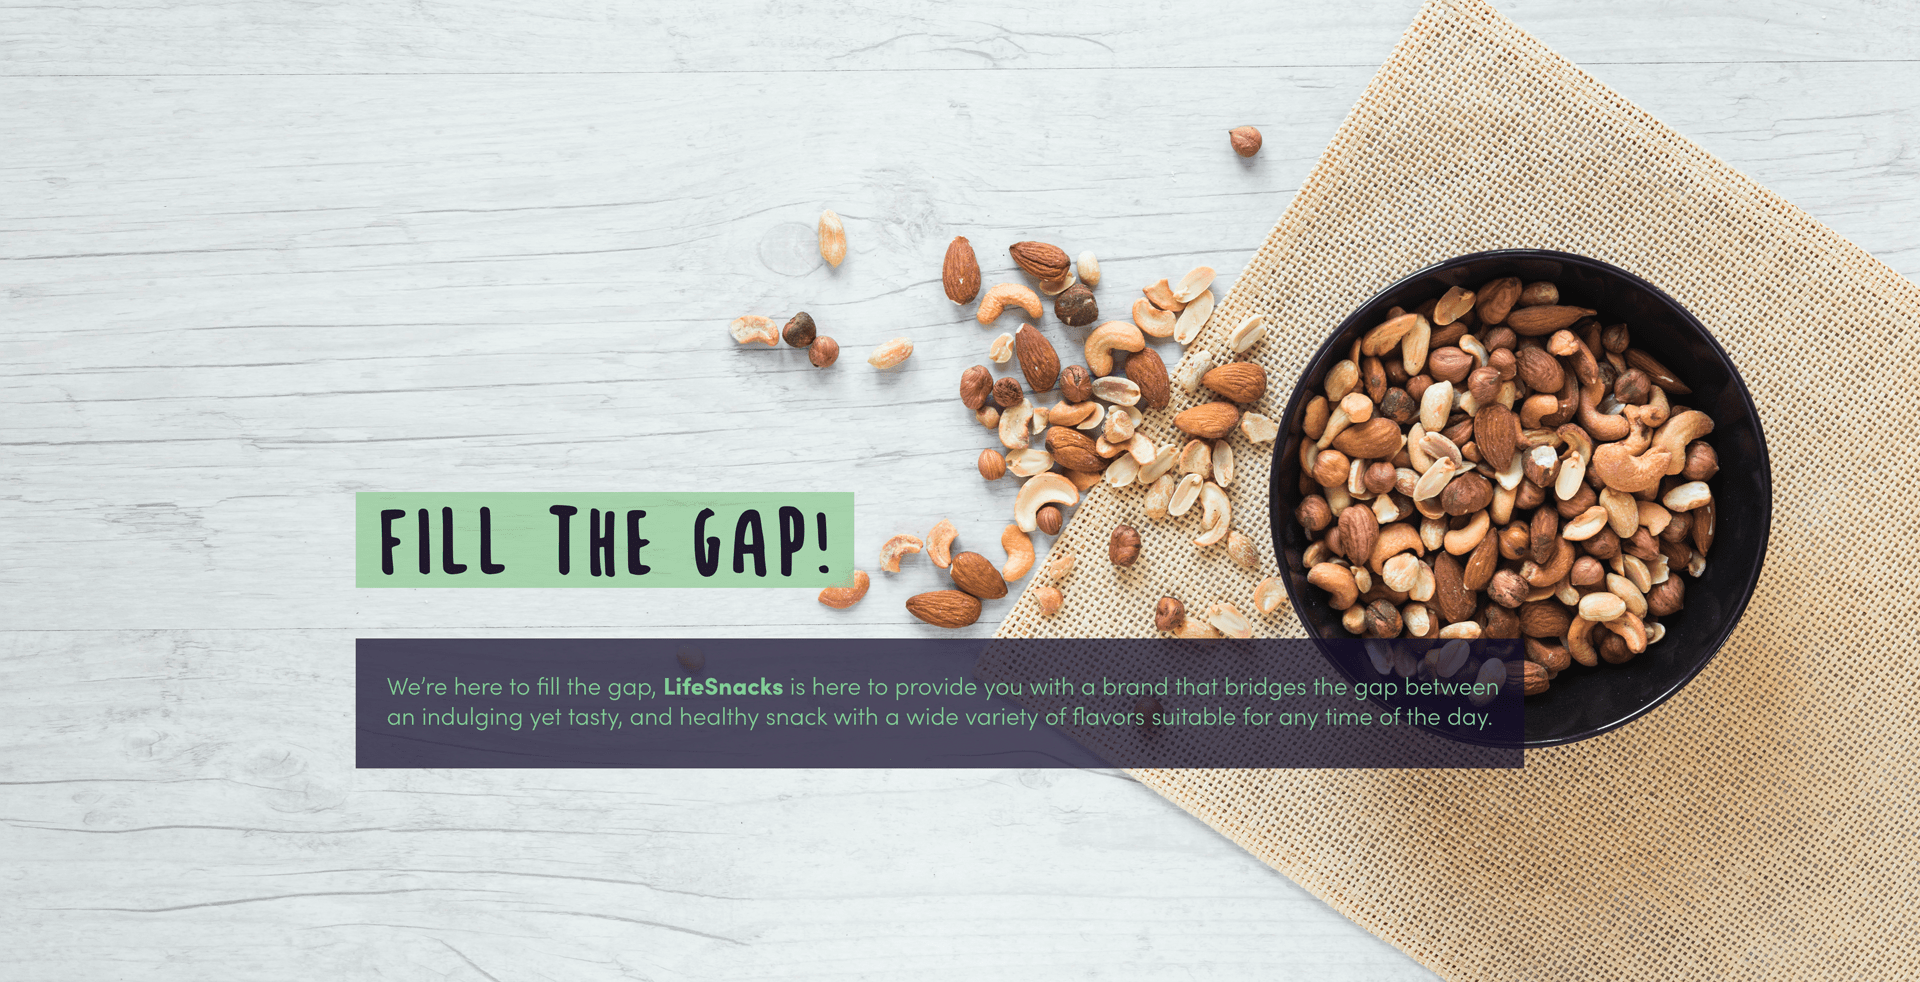 FILL THE GAP!
We’re here to fill the gap, LifeSnacks is here to provide you with a brand that bridges the gap between
an indulging yet tasty, and healthy snack with a wide variety of flavors suitable for any time of the day.